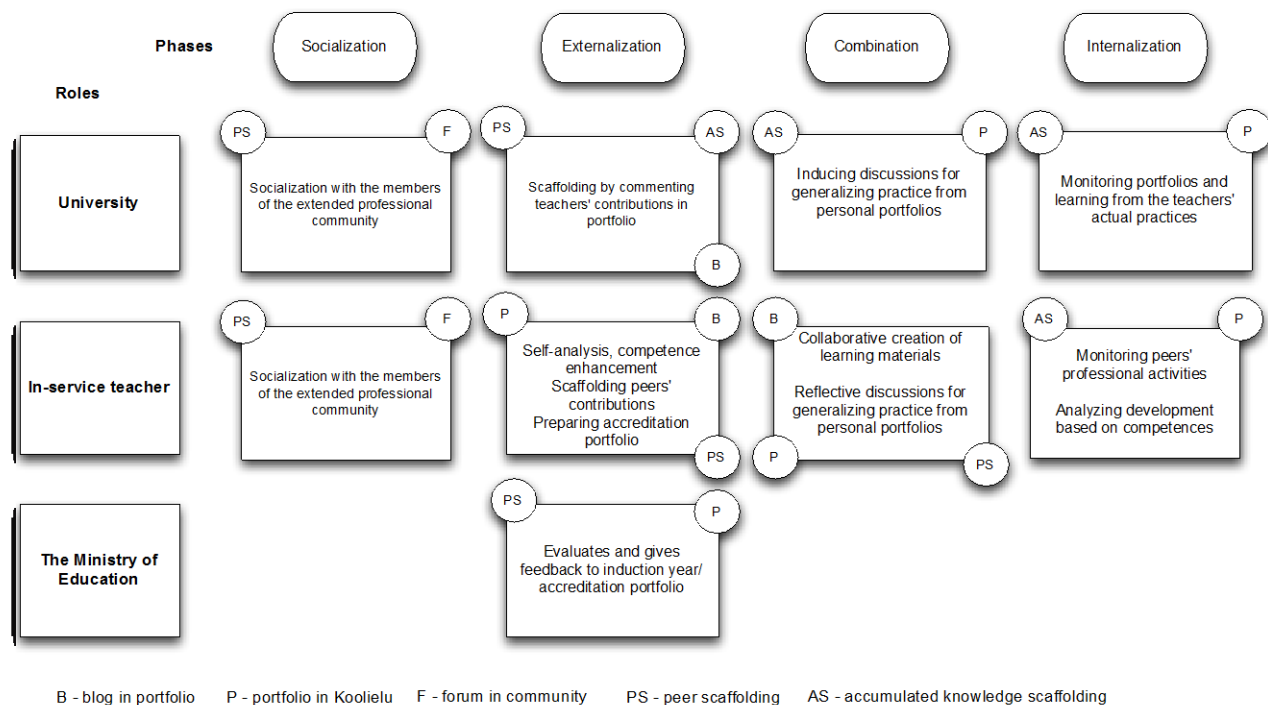 Phases
Socialization
Externalization
Combination
Internalization
Roles
PS
F
PS
AS
AS
P
AS
P
University
Socialization with the members
of the extended professional
community
Scaffolding by commenting
teachers' contributions in
portfolio
B
Inducing discussions for
generalizing practice from
personal portfolios
Monitoring portfolios and
learning from the teachers'
actual practices
In-service teacher
PS
F
Socialization with the members
of the extended professional
community
P
B
Self-analysis, competence
enhancement
Scaffolding peers'
contributions
Preparing accreditation
portfolio
PS
B
Collaborative creation of
learning materials
Reflective discussions for
generalizing practice from
personal portfolios
P
PS
AS
P
Monitoring peers'
professional activities
Analyzing development
based on competences
The Ministry of
Education
PS
P
Evaluates and gives
feedback to induction year/
accreditation portfolio
B - blog in portfolio
P - portfolio in Koolielu
F - forum in community
PS - peer scaffolding
AS - accumulated knowledge scaffolding